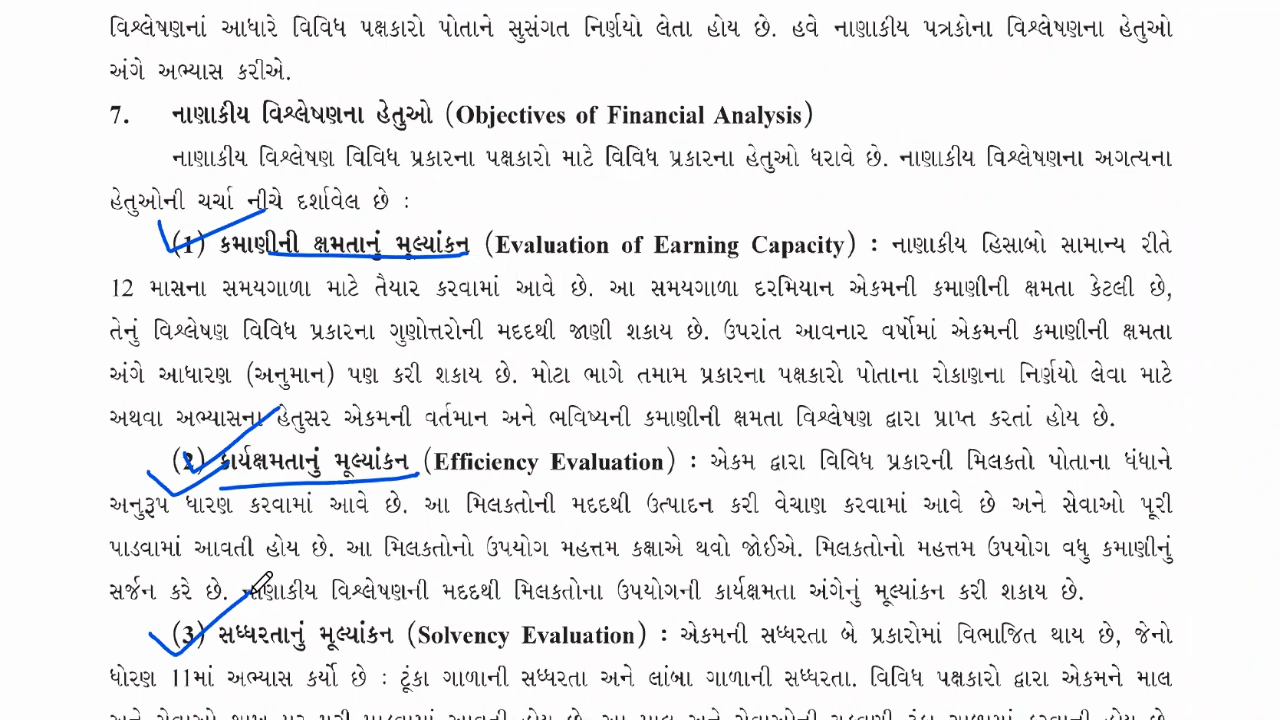 વિશ્લેષણનાં આધારે વિવિધ પક્ષકારો પોતાને સુસંગત નિર્ણયો લેતા હોય છે. હવે નાણાકીય પત્રકોના વિશ્લેષણના હેતુઓ
અંગે અભ્યાસ કરીએ.
7. નાણાકીય વિશ્લેષણના હેતુઓ (Objectives of Financial Analysis)
નાણાકીય વિશ્લેષણ વિવિધ પ્રકારના પક્ષકારો માટે વિવિધ પ્રકારના હેતુઓ ધરાવે છે. નાણાકીય વિશ્લેષણના અગત્યના
હેતુઓની ચર્ચા નીચે દર્શાવેલ છે :
(1) કમાણીની ક્ષમતાનું મૂલ્યાંકન (Evaluation of Earning Capacity) : નાણાકીય હિસાબો સામાન્ય રીતે
12 માસના સમયગાળા માટે તૈયાર કરવામાં આવે છે. આ સમયગાળા દરમિયાન એકમની કમાણીની ક્ષમતા કેટલી છે,
તેનું વિશ્લેષણ વિવિધ પ્રકારના ગુણોત્તરોની મદદથી જાણી શકાય છે. ઉપરાંત આવનાર વર્ષોમાં એકમની કમાણીની ક્ષમતા
અંગે આધારણ (અનુમાન) પણ કરી શકાય છે. મોટા ભાગે તમામ પ્રકારના પક્ષકારો પોતાના રોકાણના નિર્ણયો લેવા માટે
અથવા અભ્યાસના હેતુસર એકમની વર્તમાન અને ભવિષ્યની કમાણીની ક્ષમતા વિશ્લેષણ દ્વારા પ્રાપ્ત કરતાં હોય છે.
(2) કાર્યક્ષમતાનું મૂલ્યાંકન (Efficiency Evaluation) : એકમ દ્વારા વિવિધ પ્રકારની મિલકતો પોતાના ધંધાને
અનુરૂપ ધારણ કરવામાં આવે છે. આ મિલકતોની મદદથી ઉત્પાદન કરી વેચાણ કરવામાં આવે છે અને સેવાઓ પૂરી
પાડવામાં આવતી હોય છે. આ મિલકતોનો ઉપયોગ મહત્તમ કક્ષાએ થવો જોઈએ. મિલકતોનો મહત્તમ ઉપયોગ વધુ કમાણીનું
સર્જન કરે છે. નાણાકીય વિશ્લેષણની મદદથી મિલકતોના ઉપયોગની કાર્યક્ષમતા અંગેનું મૂલ્યાંકન કરી શકાય છે.
(3) સધ્ધરતાનું મૂલ્યાંકન (Solvency Evaluation) : એકમની સધ્ધરતા બે પ્રકારોમાં વિભાજિત થાય છે, જેનો
ધોરણ 11માં અભ્યાસ કર્યો છે : ટૂંકા ગાળાની સધ્ધરતા અને લાંબા ગાળાની સધ્ધરતા. વિવિધ પક્ષકારો દ્વારા એકમને માલ